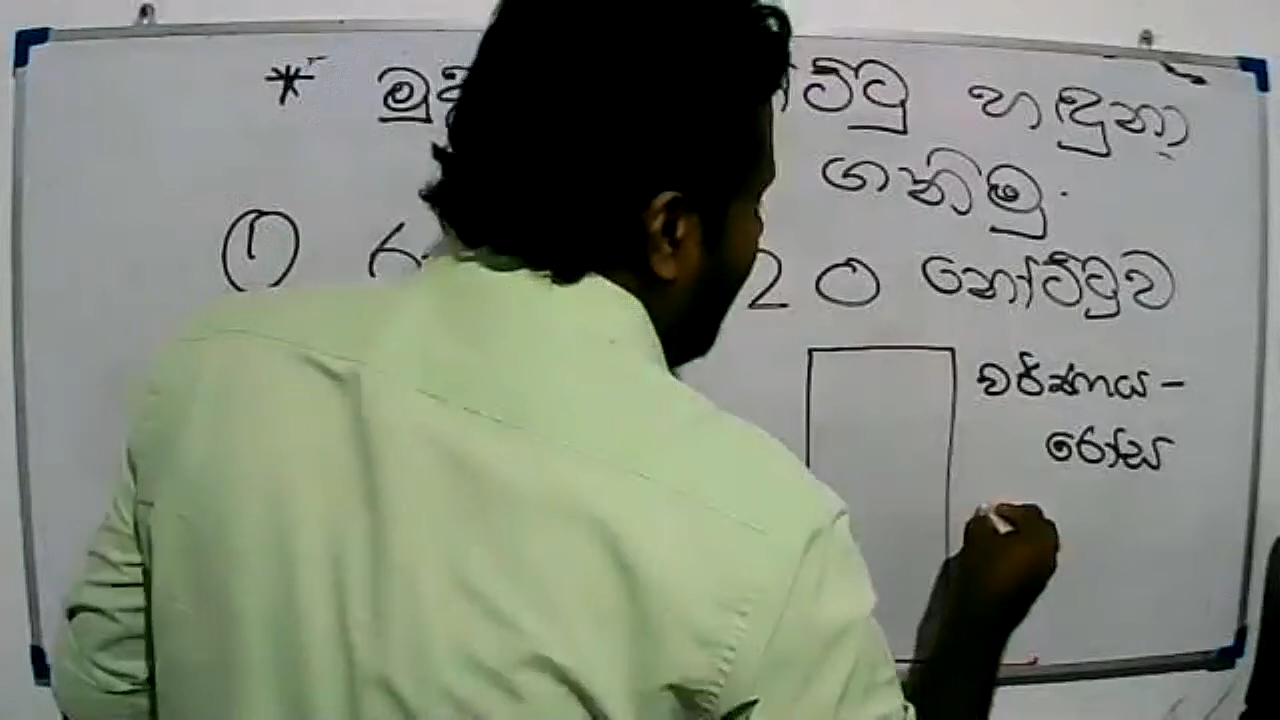 * නෝට්ටු හඳුනා
ගනිමු.
① 20 නෝට්ටුව
වර්ණය -
රෝස